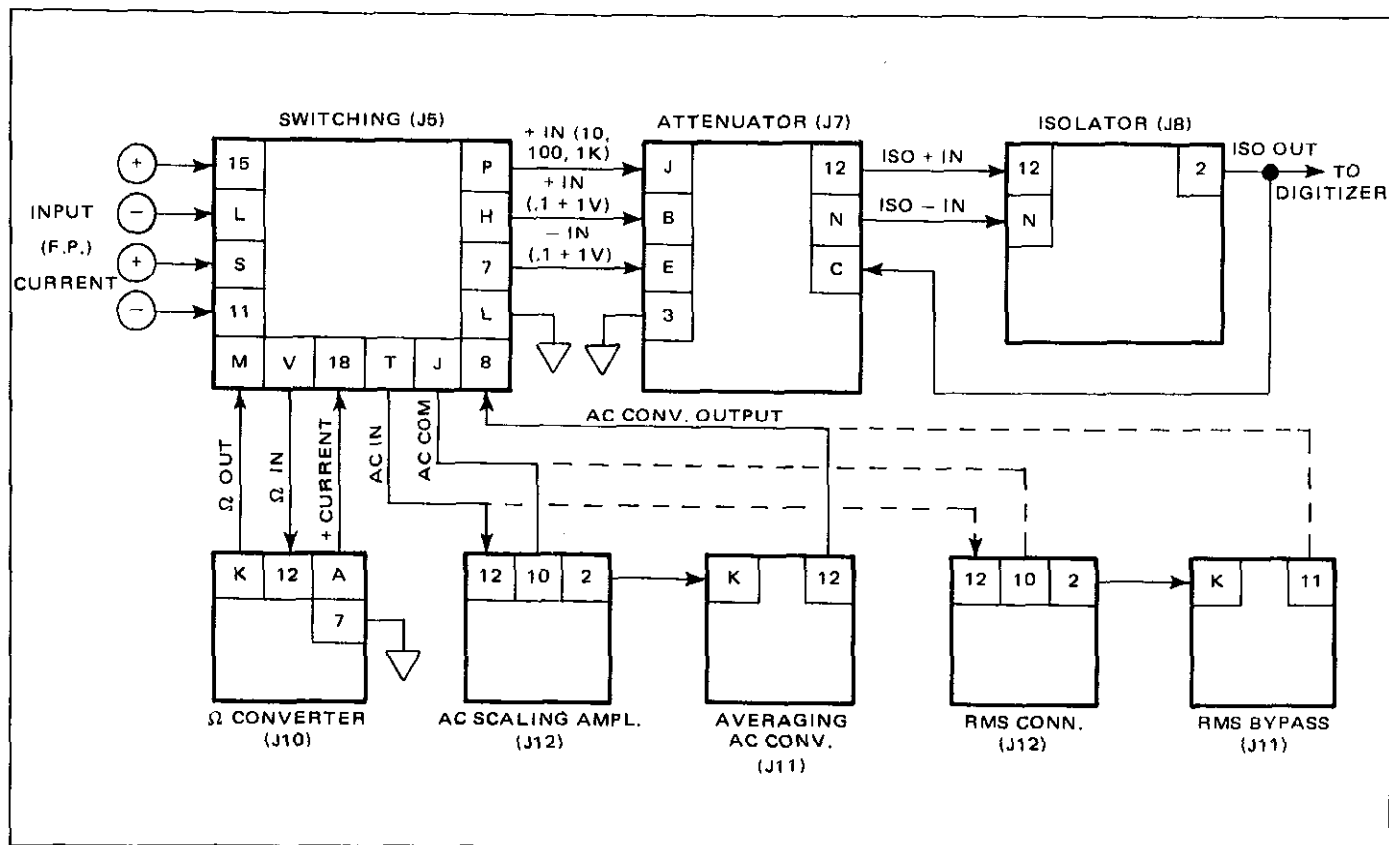 SWITCHING (J5)
ATTENUATOR (J7)
ISOLATOR (J8)
INPUT
(F.P.)
CURRENT
+
−
+
−
15
L
S
11
M
V
18
T
J
8
P
H
7
L
+ IN (10,
100, 1K)
+ IN
(.1 + 1V)
− IN
(.1 + 1V)
J
B
E
3
12
N
C
ISO + IN
ISO − IN
12
N
2
ISO OUT
TO
DIGITIZER
Ω OUT
Ω IN
+ CURRENT
AC IN
AC COM
AC CONV. OUTPUT
K
12
A
7
Ω CONVERTER
(J10)
12
10
2
AC SCALING AMPL.
(J12)
K
12
AVERAGING
AC CONV.
(J11)
12
10
2
RMS CONN.
(J12)
K
11
RMS BYPASS
(J11)